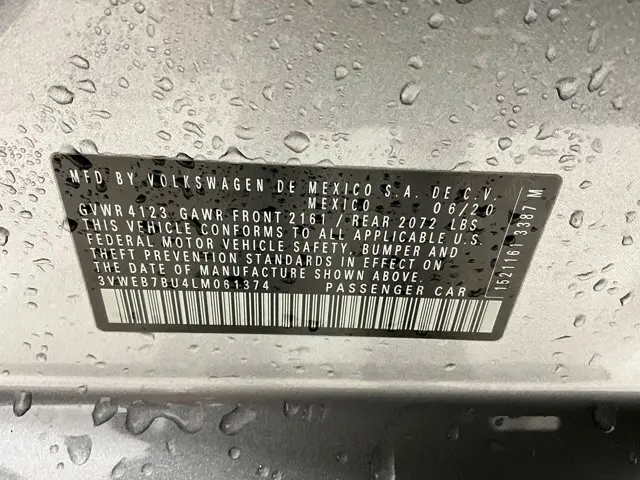 MFD BY VOLKSWAGEN DE MEXICO S.A. DE C.V.
MEXICO 06/20
GVWR 4123 GAWR FRONT 2161 / REAR 2072 LBS
THIS VEHICLE CONFORMS TO ALL APPLICABLE U.S.
FEDERAL MOTOR VEHICLE SAFETY, BUMPER AND
THEFT PREVENTION STANDARDS IN EFFECT ON
THE DATE OF MANUFACTURE SHOWN ABOVE.
3VWEB7BU4LM061374 PASSENGER CAR
1521161 3387 M